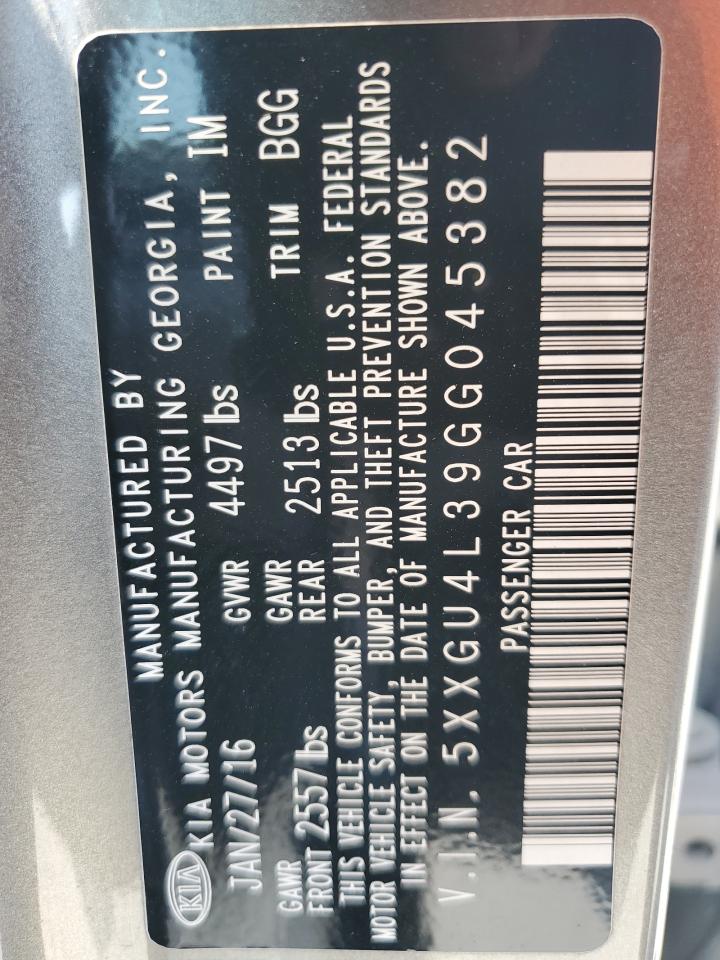 MANUFACTURED BY
KIA KIA MOTORS MANUFACTURING GEORGIA, INC.
JAN/27/16 GVWR 4497 lbs PAINT IM
GAWR FRONT 2557 lbs GAWR REAR 2513 lbs TRIM BGG
THIS VEHICLE CONFORMS TO ALL APPLICABLE U.S.A. FEDERAL
MOTOR VEHICLE SAFETY, BUMPER, AND THEFT PREVENTION STANDARDS
IN EFFECT ON THE DATE OF MANUFACTURE SHOWN ABOVE.
V.I.N. 5XXGU4L39GG045382
PASSENGER CAR